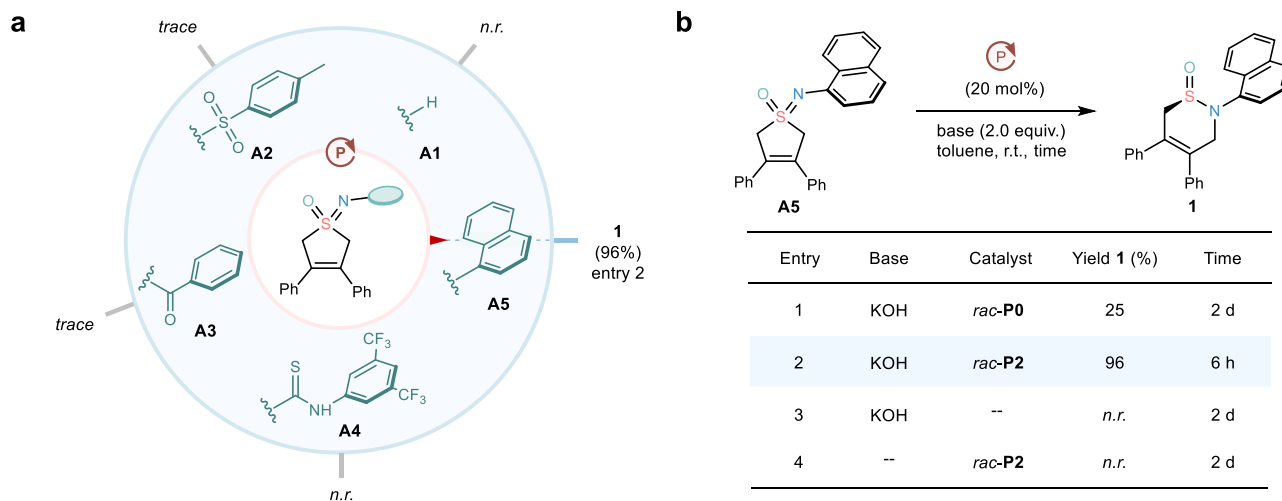 a
trace
n.r.
O
S
O
A2
H
A1
P
O
N
S
Ph
Ph
1
(96%)
entry 2
A5
O
A3
trace
CF3
S
NH
CF3
A4
n.r.
b
O
N
S
Ph
Ph
A5
P
(20 mol%)
base (2.0 equiv.)
toluene, r.t., time
O
S
N
Ph
Ph
1
Entry Base Catalyst Yield 1 (%) Time
1 KOH rac-P0 25 2 d
2 KOH rac-P2 96 6 h
3 KOH -- n.r. 2 d
4 -- rac-P2 n.r. 2 d